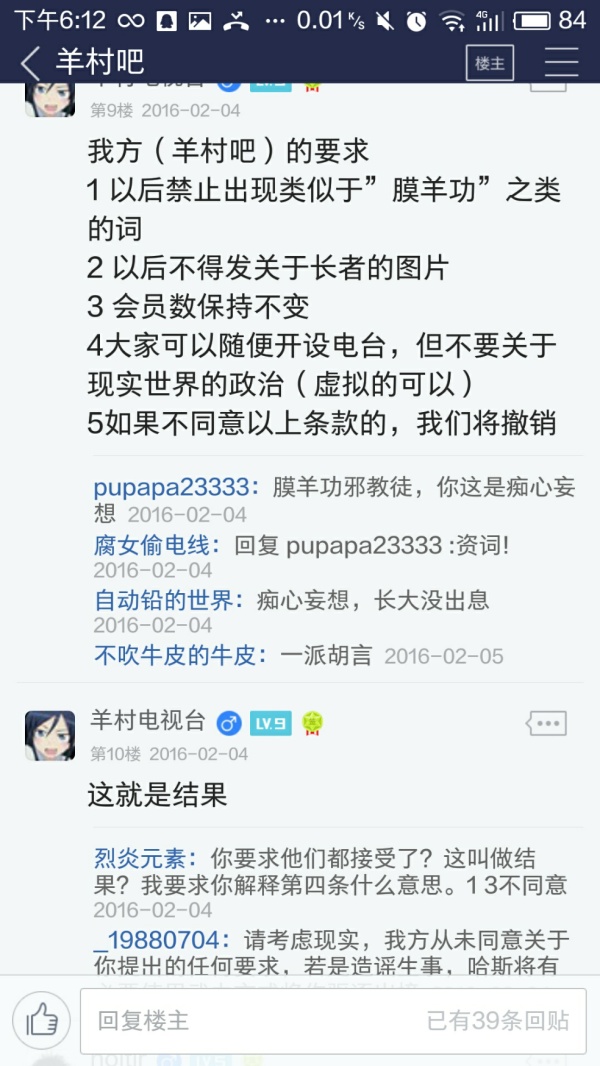 下午6:12 ... 0.01K/s 4G 84
羊村吧 楼主
羊村电视台
第9楼 2016-02-04
我方（羊村吧）的要求
1 以后禁止出现类似于”膜羊功”之类
的词
2 以后不得发关于长者的图片
3 会员数保持不变
4大家可以随便开设电台，但不要关于
现实世界的政治（虚拟的可以）
5如果不同意以上条款的，我们将撤销
pupapa23333：膜羊功邪教徒，你这是痴心妄
想 2016-02-04
腐女偷电线：回复 pupapa23333 :资词!
2016-02-04
自动铅的世界：痴心妄想，长大没出息
2016-02-04
不吹牛皮的牛皮：一派胡言 2016-02-05
羊村电视台 LV.9
第10楼 2016-02-04
这就是结果
烈炎元素：你要求他们都接受了？这叫做结
果？我要求你解释第四条什么意思。1 3不同意
2016-02-04
_19880704：请考虑现实，我方从未同意关于
你提出的任何要求，若是造谣生事，哈斯将有
回复楼主 已有39条回贴